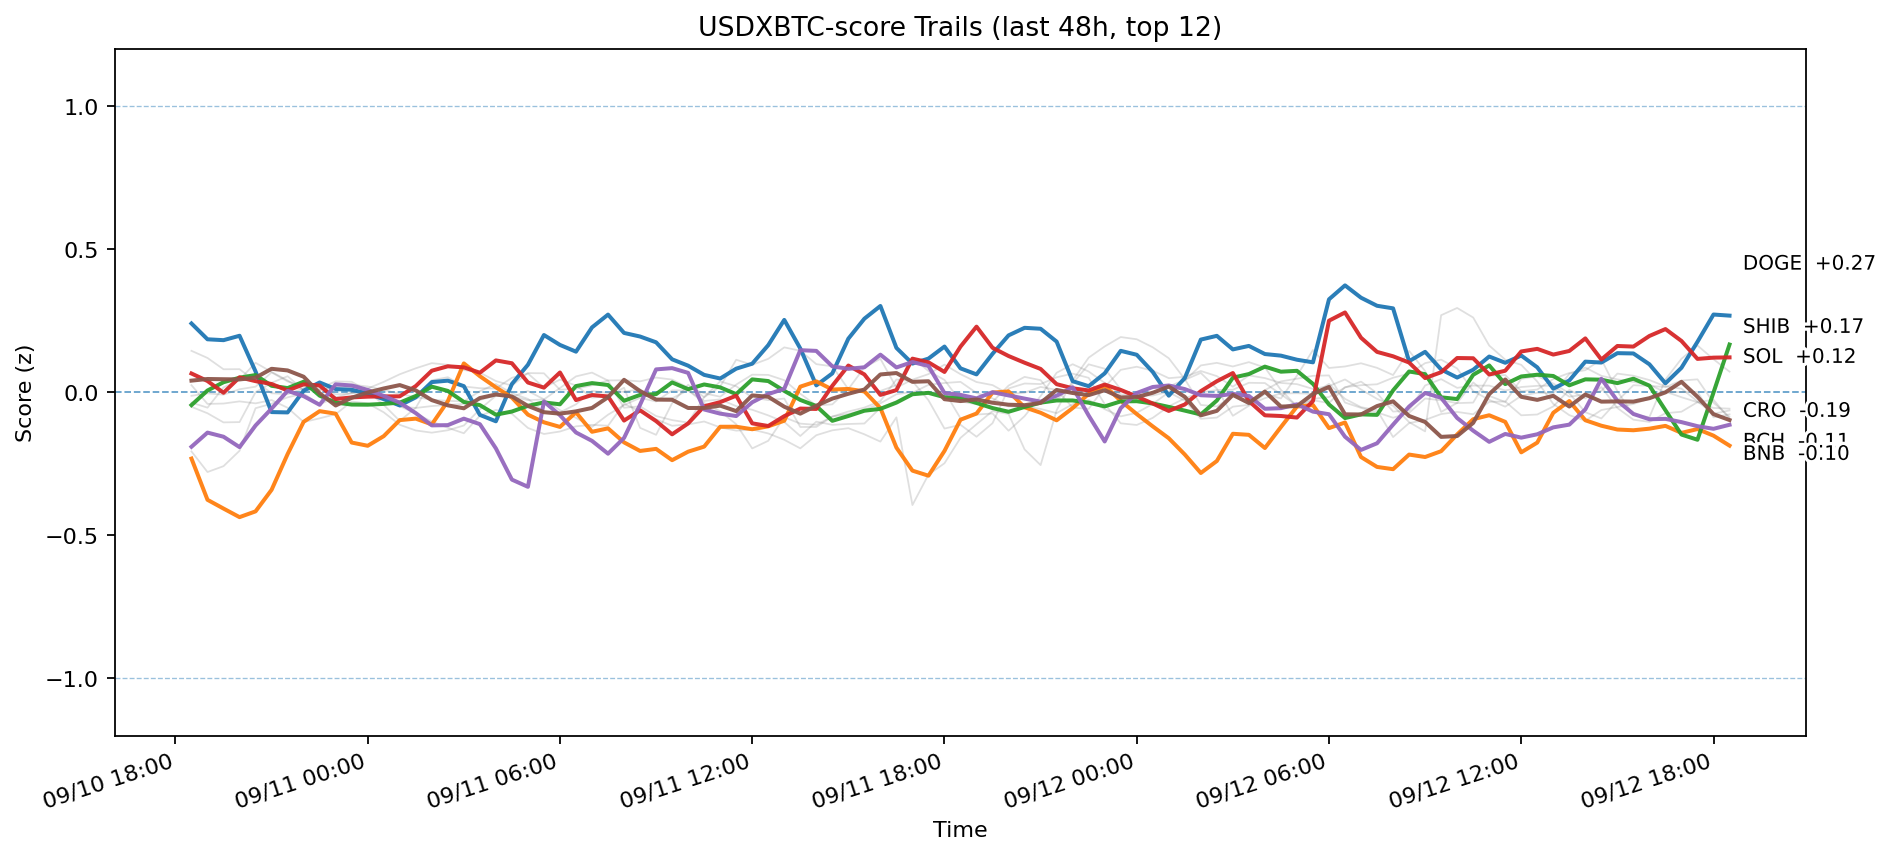 USDXBTC-score Trails (last 48h, top 12)
Score (z)
1.0
0.5
0.0
−0.5
−1.0
DOGE +0.27
SHIB +0.17
SOL +0.12
CRO -0.19
BCH -0.11
BNB -0.10
09/10 18:00
09/11 00:00
09/11 06:00
09/11 12:00
09/11 18:00
09/12 00:00
09/12 06:00
09/12 12:00
09/12 18:00
Time